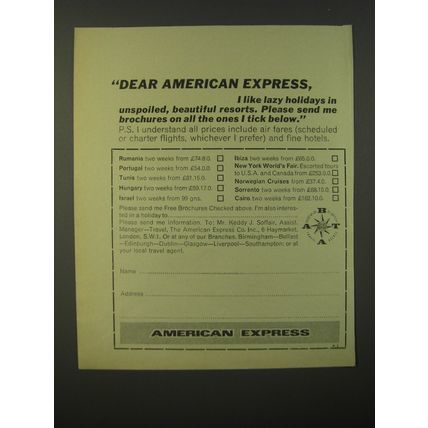 "DEAR AMERICAN EXPRESS,
I like lazy holidays in
unspoiled, beautiful resorts. Please send me
brochures on all the ones I tick below."
P.S. I understand all prices include air fares (scheduled
or charter flights, whichever I prefer) and fine hotels.
Rumania two weeks from £74.8.0.
Portugal two weeks from £54.0.0.
Tunis two weeks from £81.15.0.
Hungary two weeks from £59.17.0.
Israel two weeks from 99 gns.
Ibiza two weeks from £65.0.0.
New York World's Fair. Escorted tours
to U.S.A. and Canada from £253.0.0.
Norwegian Cruises from £37.4.0.
Sorrento two weeks from £68.15.0.
Cairo two weeks from £162.10.0.
Please send me Free Brochures Checked above. I'm also interes-
ted in a holiday to
Please send me information. To: Mr. Keddy J. Soffair, Assist.
Manager—Travel, The American Express Co. Inc., 6 Haymarket,
London, S.W.1. Or at any of our Branches. Birmingham—Belfast
—Edinburgh—Dublin—Glasgow—Liverpool—Southampton; or at
your local travel agent.
A B T A
Name
Address
AMERICAN EXPRESS